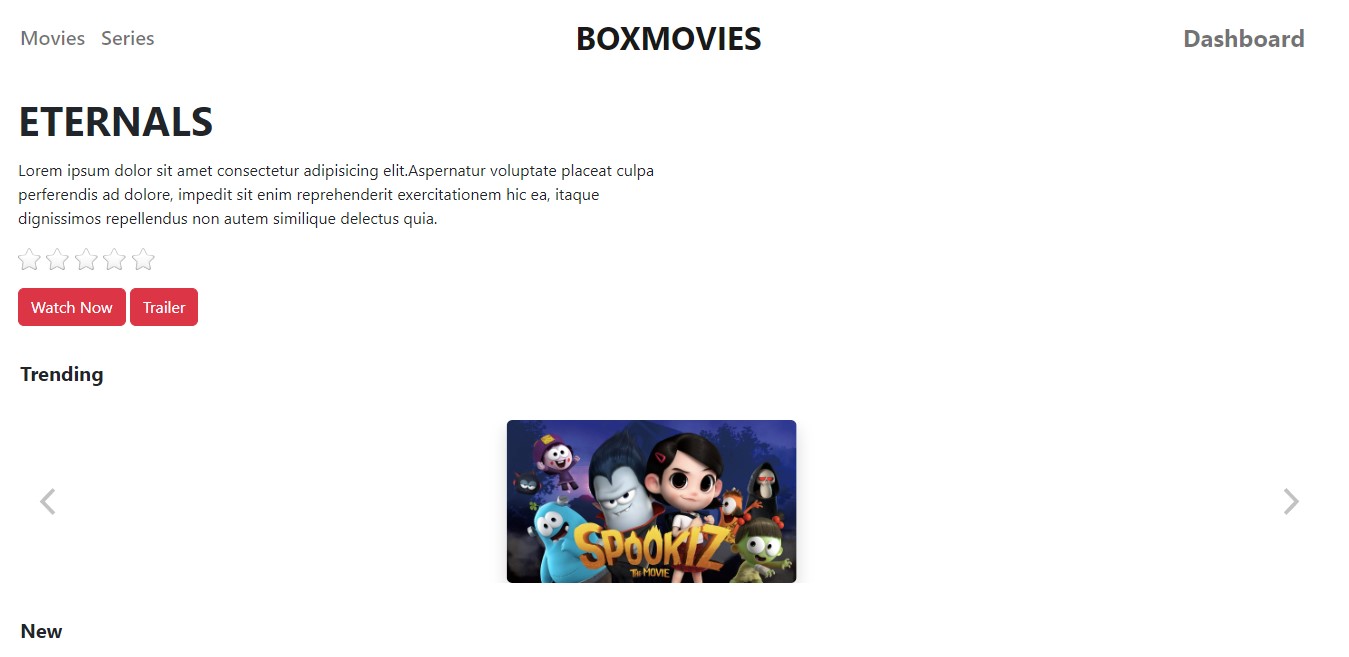 Movies Series BOXMOVIES Dashboard
ETERNALS
Lorem ipsum dolor sit amet consectetur adipisicing elit.Aspernatur voluptate placeat culpa
perferendis ad dolore, impedit sit enim reprehenderit exercitationem hic ea, itaque
dignissimos repellendus non autem similique delectus quia.
Watch Now Trailer
Trending
SPOOKIZ
THE MOVIE
New